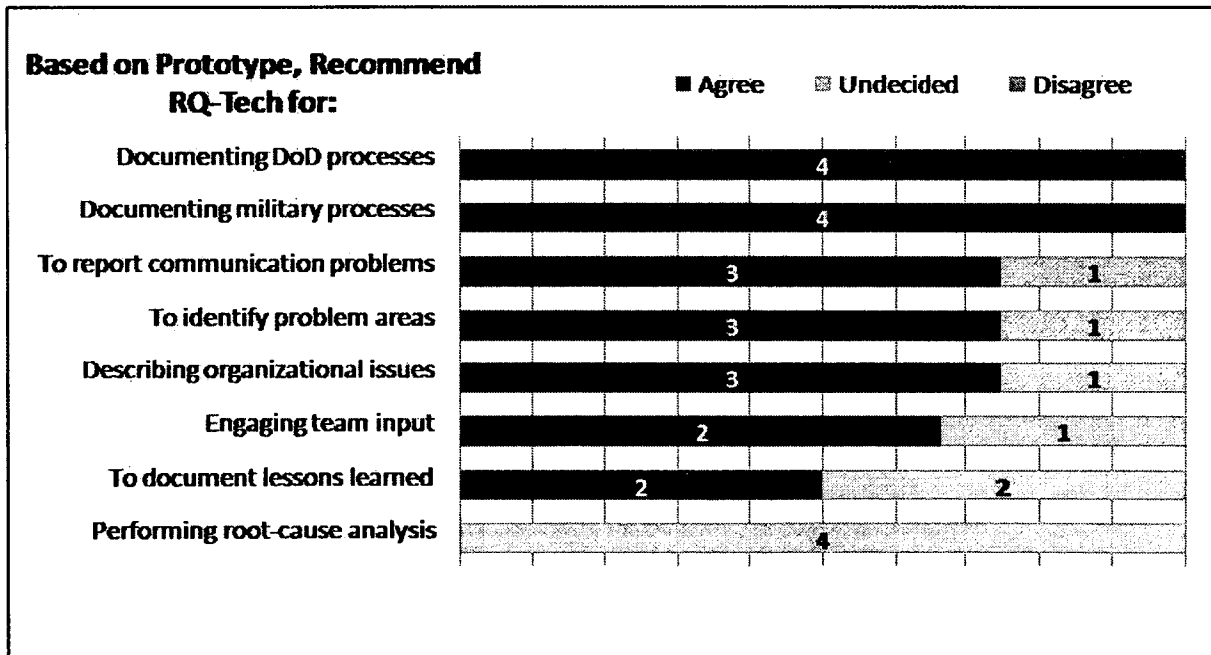 Based on Prototype, Recommend
RQ-Tech for:
Agree Undecided Disagree
Documenting DoD processes 4
Documenting military processes 4
To report communication problems 3 1
To identify problem areas 3 1
Describing organizational issues 3 1
Engaging team input 2 1
To document lessons learned 2 2
Performing root-cause analysis 4